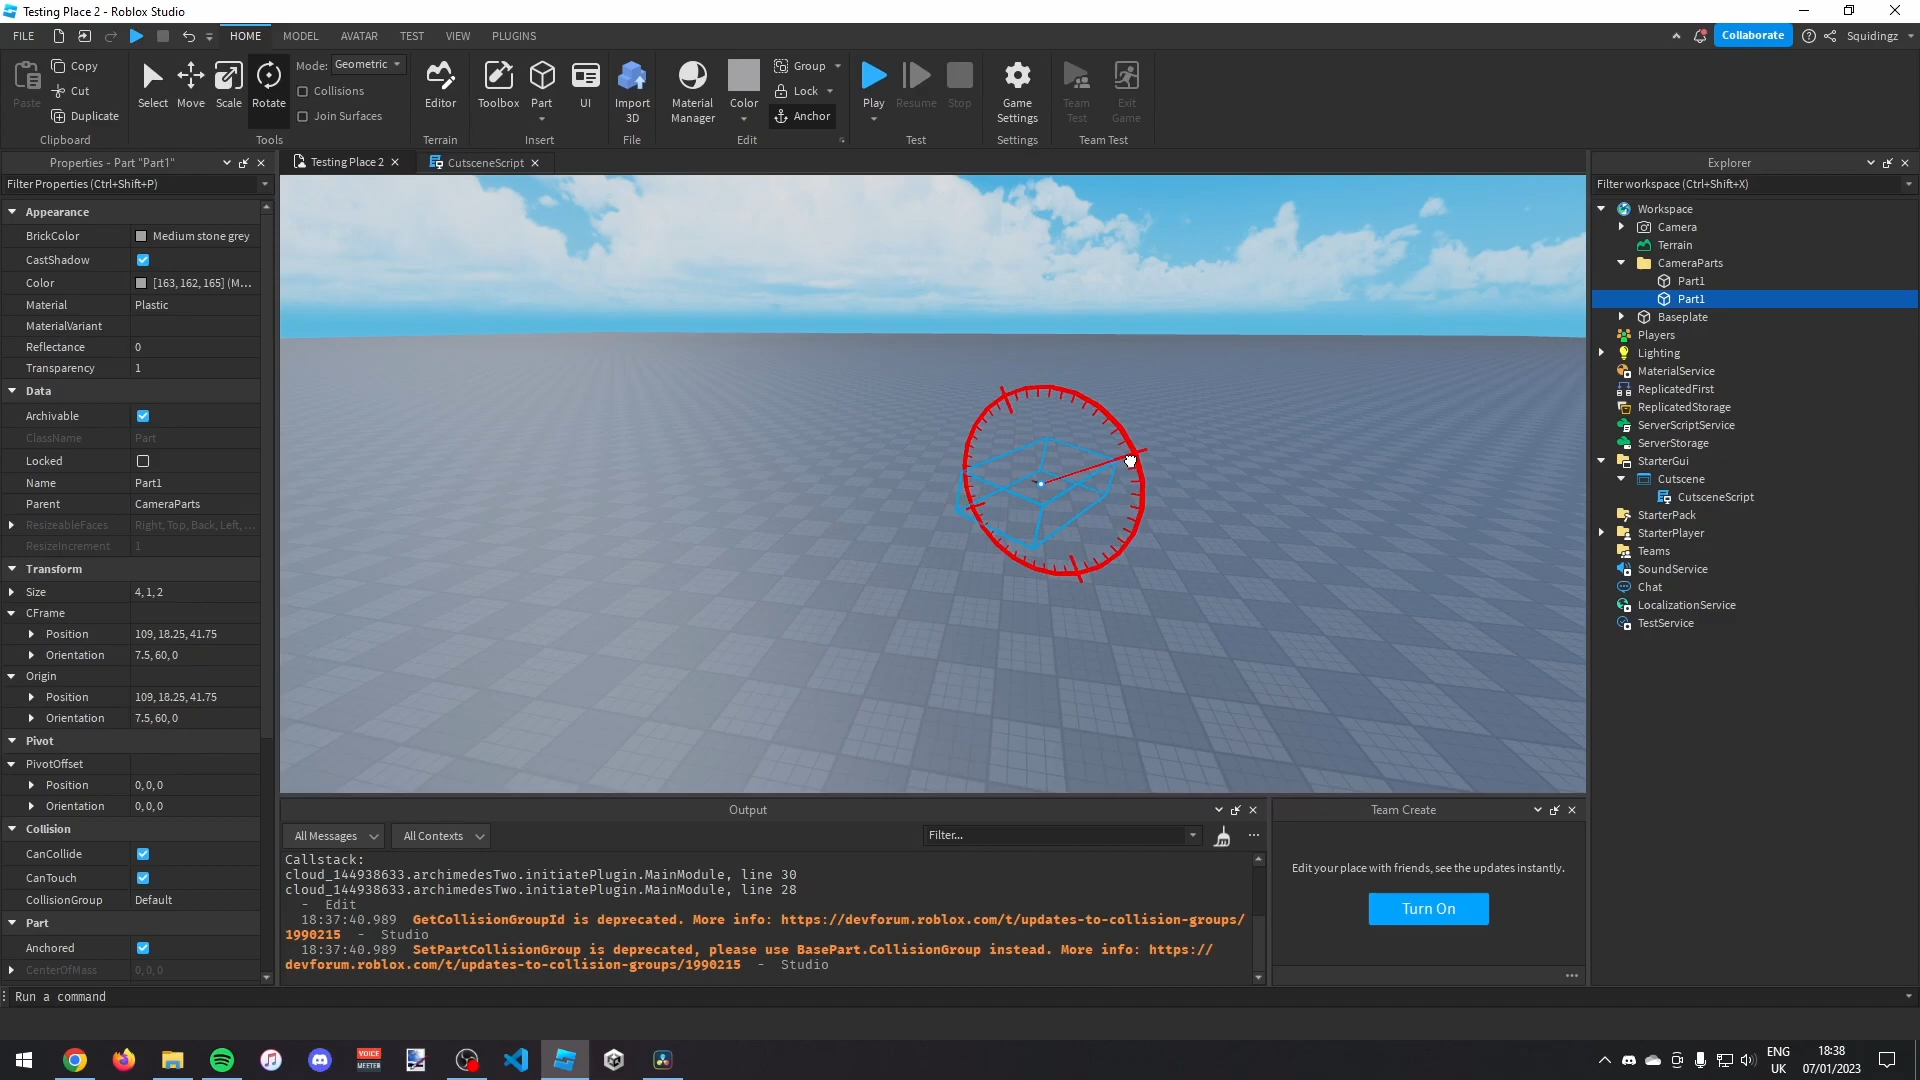 Testing Place 2 - Roblox Studio
FILE HOME MODEL AVATAR TEST VIEW PLUGINS Collaborate Squidingz
Paste Copy Cut Duplicate Clipboard
Select Move Scale Rotate Mode: Geometric Collisions Join Surfaces Tools
Editor Terrain
Toolbox Part UI Insert
Import 3D File
Material Manager Color Group Lock Anchor Edit
Play Resume Stop Test
Game Settings Settings
Team Test Exit Game Team Test
Properties - Part "Part1"
Filter Properties (Ctrl+Shift+P)
Appearance
BrickColor Medium stone grey
CastShadow
Color [163, 162, 165] (M...
Material Plastic
MaterialVariant
Reflectance 0
Transparency 1
Data
Archivable
ClassName Part
Locked
Name Part1
Parent CameraParts
ResizeableFaces Right, Top, Back, Left, ...
ResizeIncrement 1
Transform
Size 4, 1, 2
CFrame
Position 109, 18.25, 41.75
Orientation 7.5, 60, 0
Origin
Position 109, 18.25, 41.75
Orientation 7.5, 60, 0
Pivot
PivotOffset
Position 0, 0, 0
Orientation 0, 0, 0
Collision
CanCollide
CanTouch
CollisionGroup Default
Part
Anchored
CenterOfMass 0, 0, 0
Testing Place 2 CutsceneScript
Output
All Messages All Contexts Filter...
Callstack:
cloud_144938633.archimedesTwo.initiatePlugin.MainModule, line 30
cloud_144938633.archimedesTwo.initiatePlugin.MainModule, line 28
- Edit
18:37:40.989 GetCollisionGroupId is deprecated. More info: https://devforum.roblox.com/t/updates-to-collision-groups/
1990215 - Studio
18:37:40.989 SetPartCollisionGroup is deprecated, please use BasePart.CollisionGroup instead. More info: https://
devforum.roblox.com/t/updates-to-collision-groups/1990215 - Studio
Team Create
Edit your place with friends, see the updates instantly.
Turn On
Explorer
Filter workspace (Ctrl+Shift+X)
Workspace
Camera
Terrain
CameraParts
Part1
Part1
Baseplate
Players
Lighting
MaterialService
ReplicatedFirst
ReplicatedStorage
ServerScriptService
ServerStorage
StarterGui
Cutscene
CutsceneScript
StarterPack
StarterPlayer
Teams
SoundService
Chat
LocalizationService
TestService
Run a command
VOICE
MEETER
ENG
UK
18:38
07/01/2023